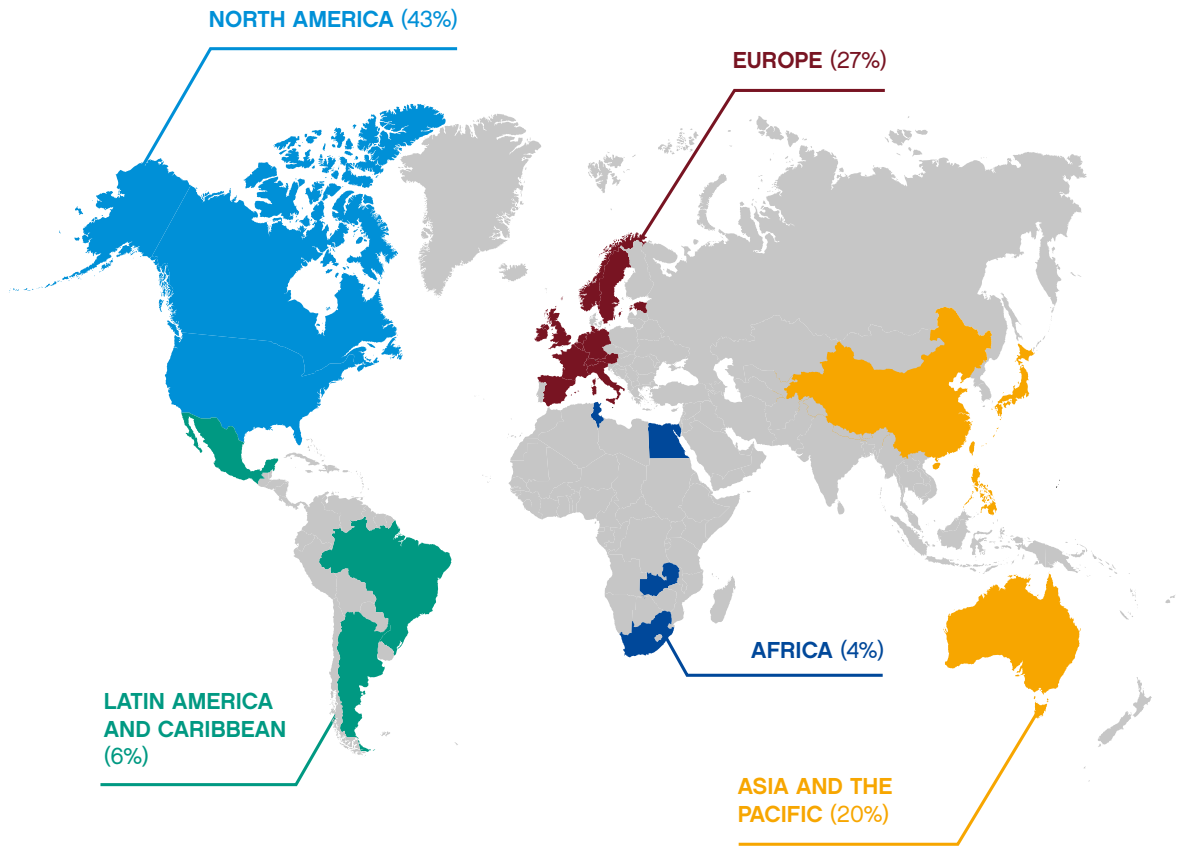 NORTH AMERICA (43%)
EUROPE (27%)
AFRICA (4%)
LATIN AMERICA
AND CARIBBEAN
(6%)
ASIA AND THE
PACIFIC (20%)